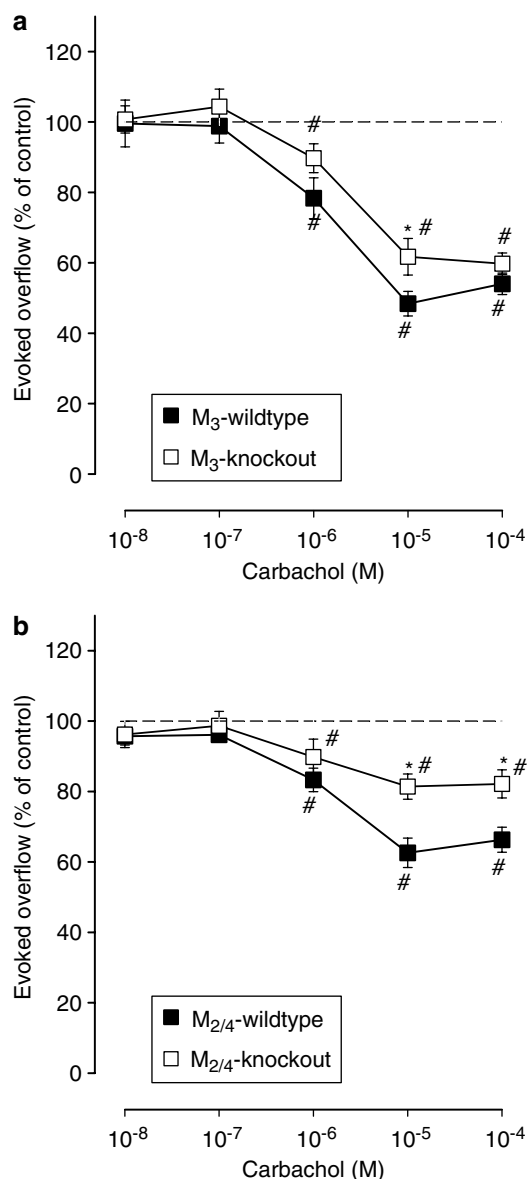 a
Evoked overflow (% of control)
120
100
80
60
40
20
0
#
#
* #
#
#
#
M3-wildtype
M3-knockout
10-8 10-7 10-6 10-5 10-4
Carbachol (M)
b
Evoked overflow (% of control)
120
100
80
60
40
20
0
#
#
* #
#
* #
#
M2/4-wildtype
M2/4-knockout
10-8 10-7 10-6 10-5 10-4
Carbachol (M)